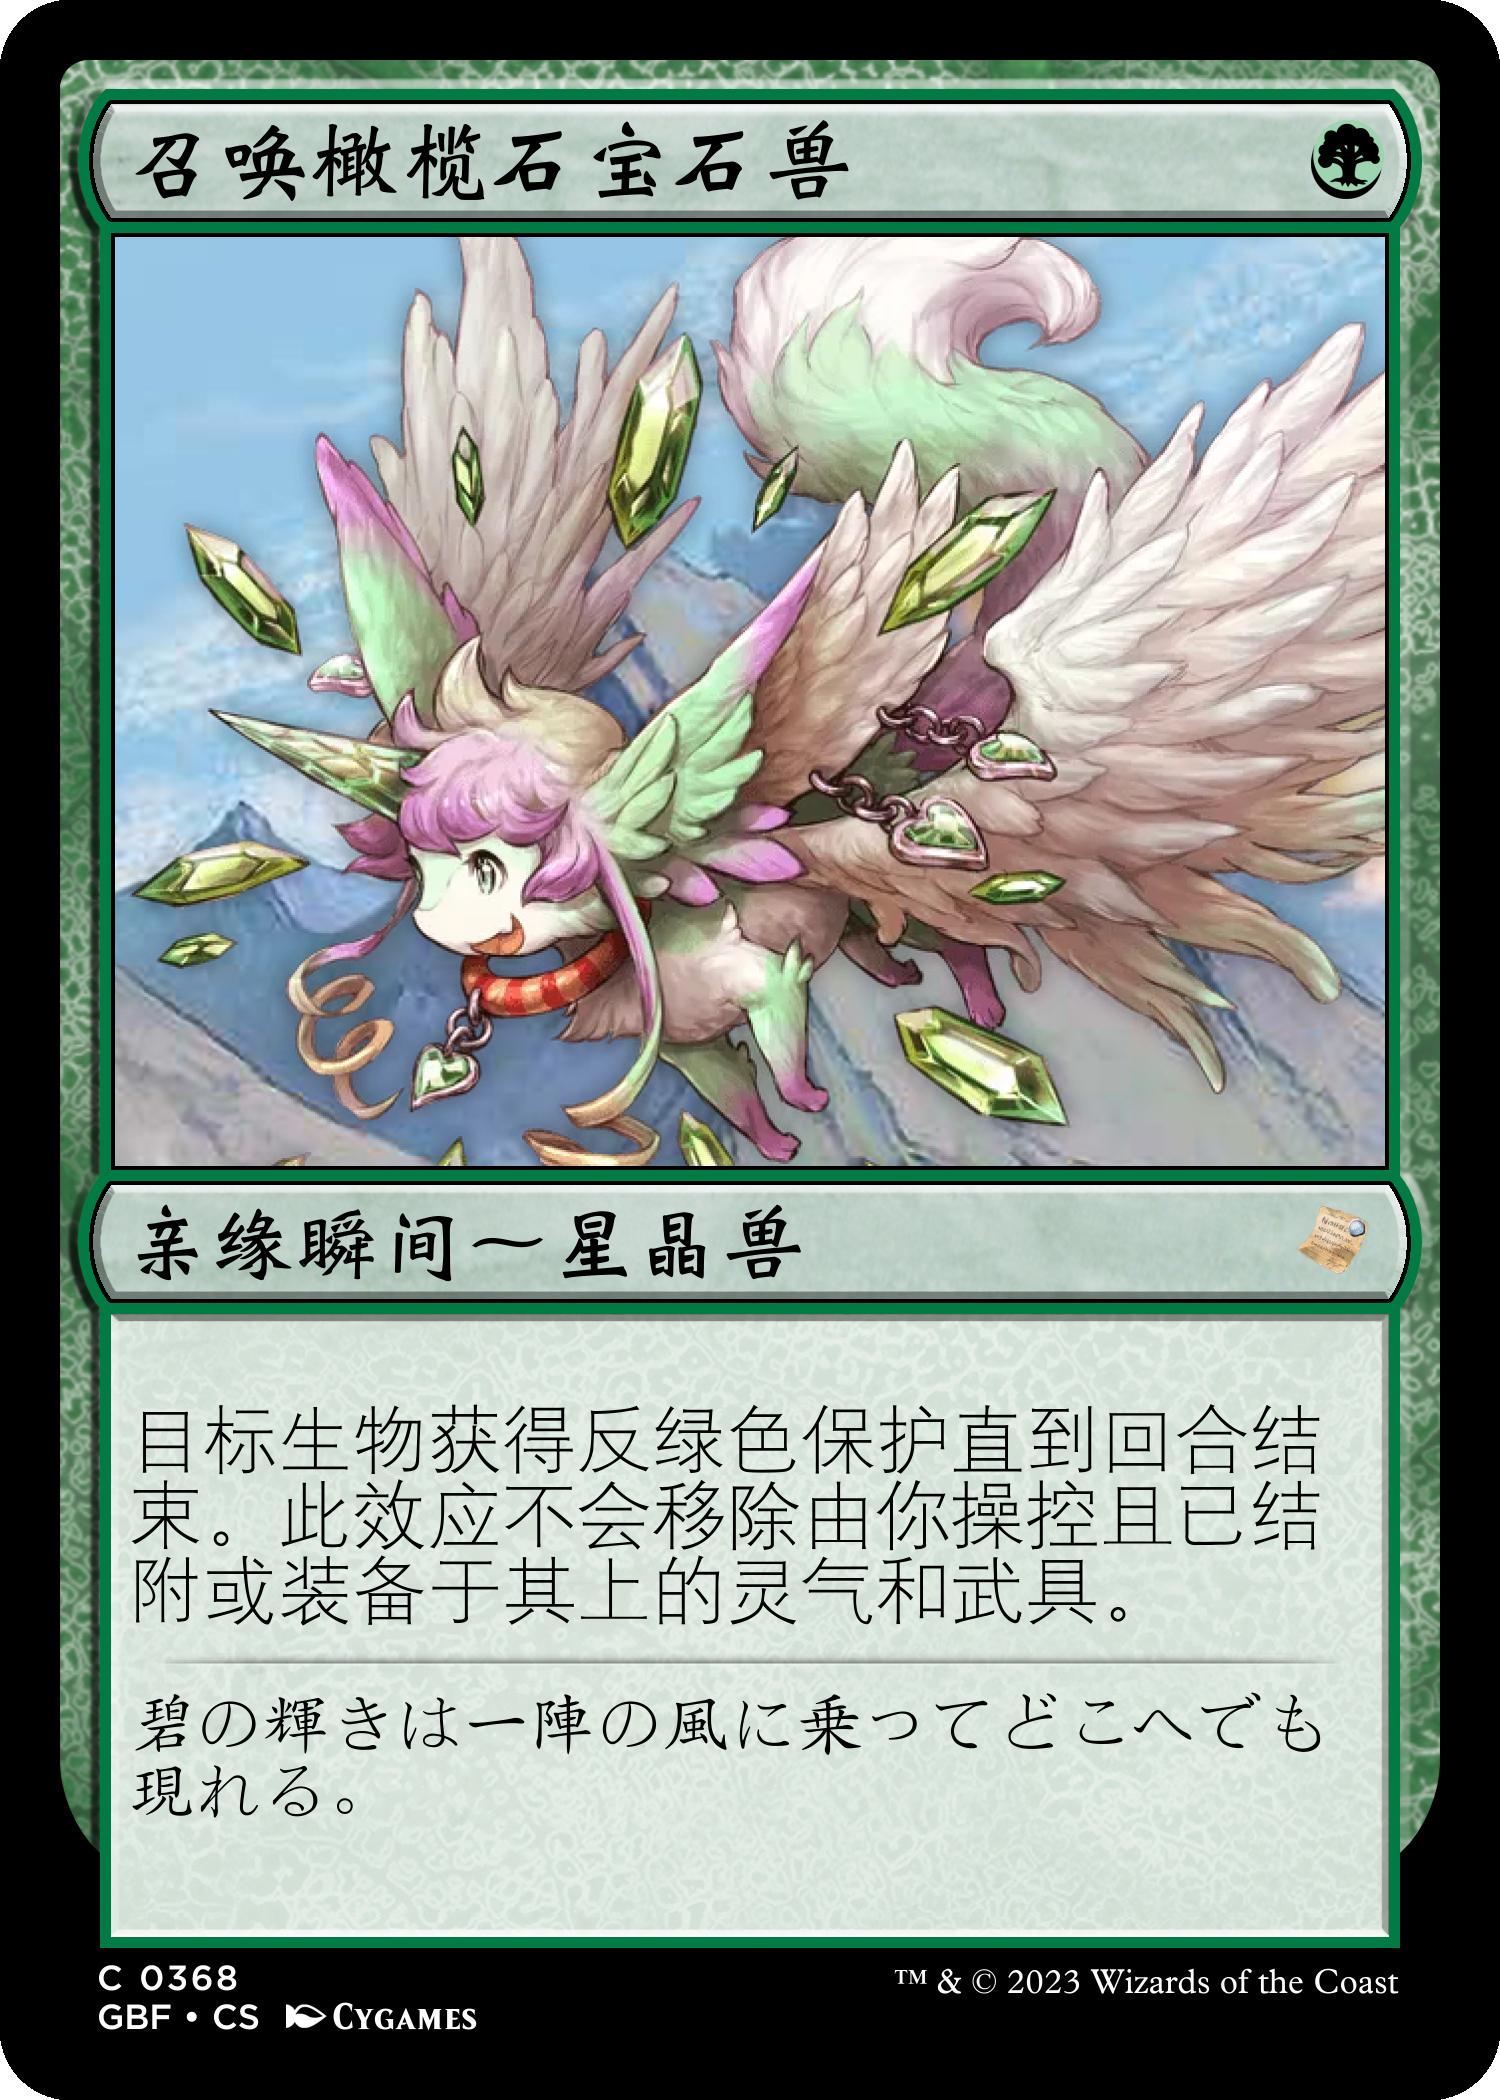 召唤橄榄石宝石兽
亲缘瞬间～星晶兽
目标生物获得反绿色保护直到回合结
束。此效应不会移除由你操控且已结
附或装备于其上的灵气和武具。
碧の輝きは一陣の風に乗ってどこへでも
現れる。
C 0368
GBF • CS CYGAMES
™ & © 2023 Wizards of the Coast